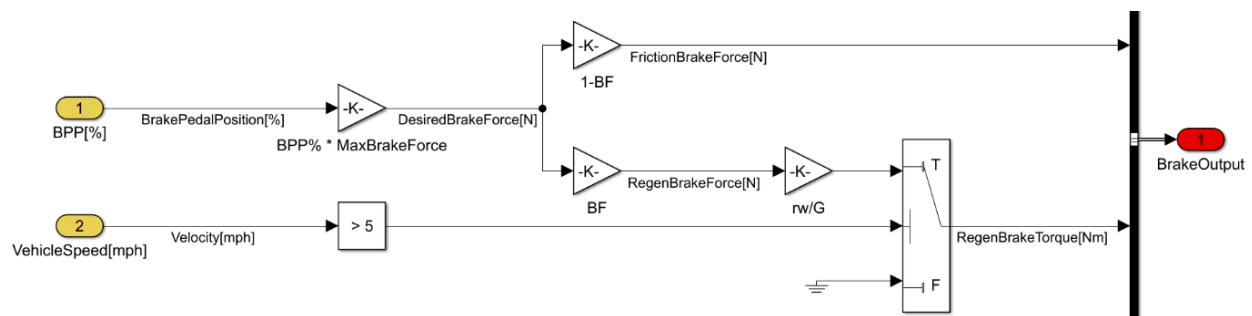 -K-
FrictionBrakeForce[N]
1-BF
1
BPP[%]
BrakePedalPosition[%]
-K-
BPP% * MaxBrakeForce
DesiredBrakeForce[N]
-K-
BF
RegenBrakeForce[N]
-K-
rw/G
T
1
BrakeOutput
2
VehicleSpeed[mph]
Velocity[mph]
> 5
RegenBrakeTorque[Nm]
F